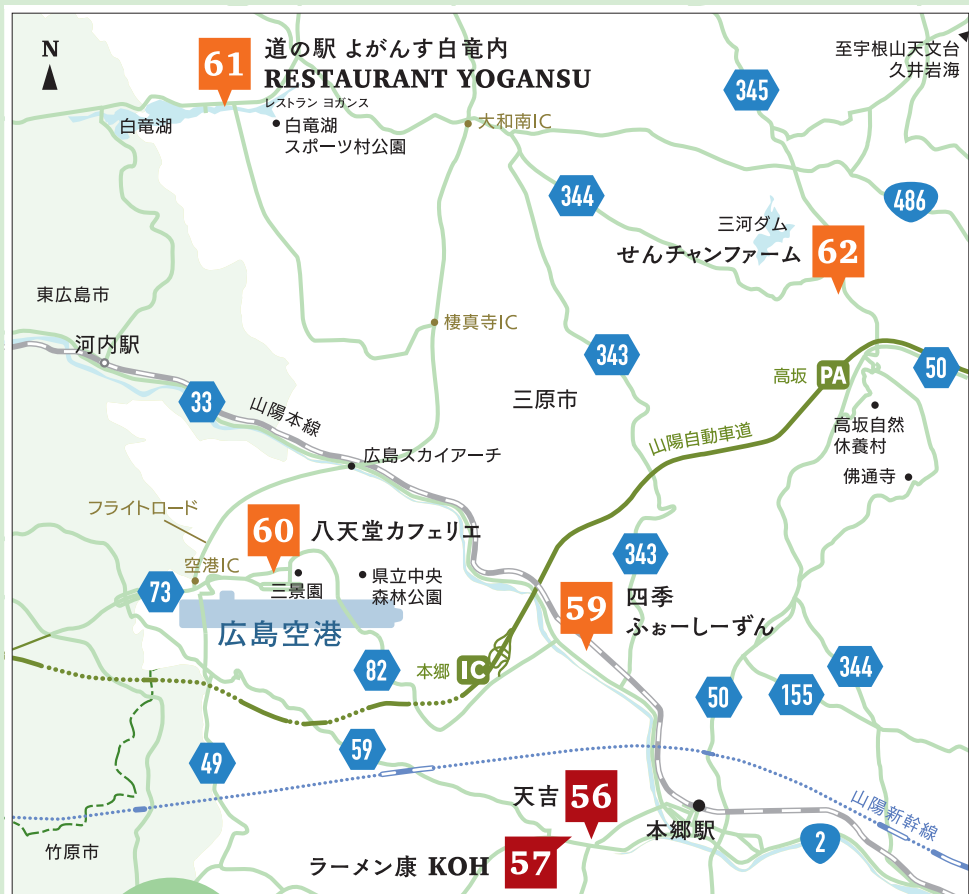 N
61
道の駅 よがんす白竜内
RESTAURANT YOGANSU
レストラン ヨガンス
白竜湖
白竜湖
スポーツ村公園
大和南IC
345
至宇根山天文台
久井岩海
344
486
三河ダム
せんチャンファーム
62
東広島市
河内駅
棲真寺IC
343
33
山陽本線
三原市
高坂
PA
50
山陽自動車道
高坂自然
休養村
佛通寺
広島スカイアーチ
フライトロード
60
八天堂カフェリエ
空港IC
三景園
県立中央
森林公園
73
広島空港
343
59
四季
ふぉーしーずん
82
本郷
IC
50
155
344
49
59
天吉
56
本郷駅
山陽新幹線
2
竹原市
ラーメン康 KOH
57